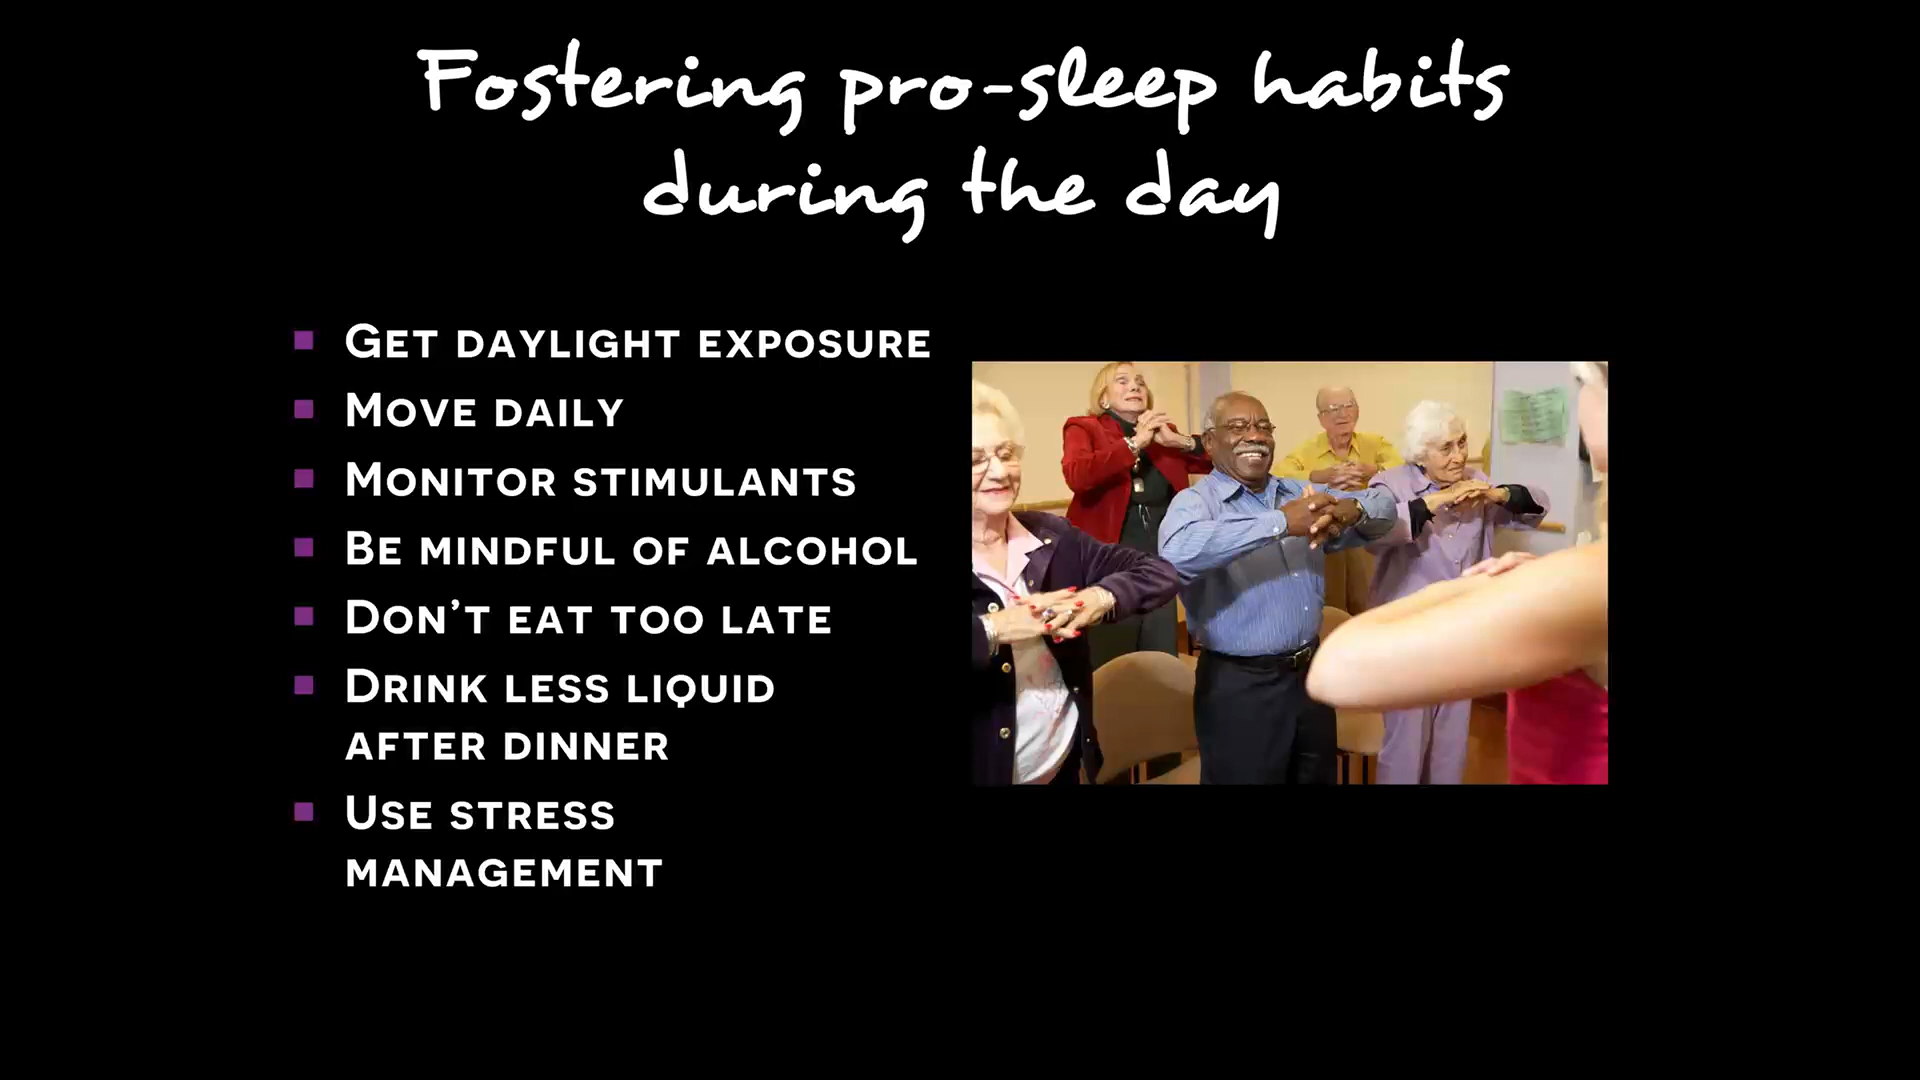 Fostering pro-sleep habits
during the day
Get daylight exposure
Move daily
Monitor stimulants
Be mindful of alcohol
Don’t eat too late
Drink less liquid
after dinner
Use stress
management